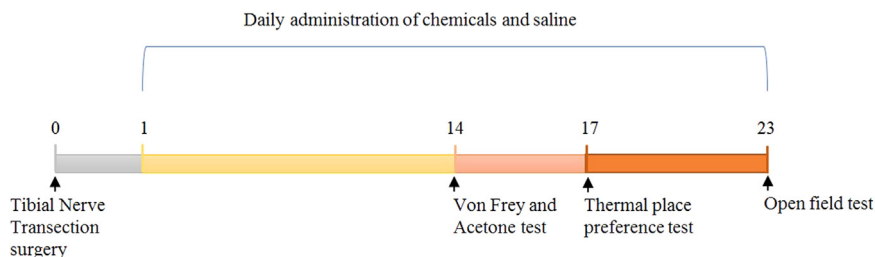 Daily administration of chemicals and saline
0 1 14 17 23
Tibial Nerve
Transection
surgery
Von Frey and
Acetone test
Thermal place
preference test
Open field test